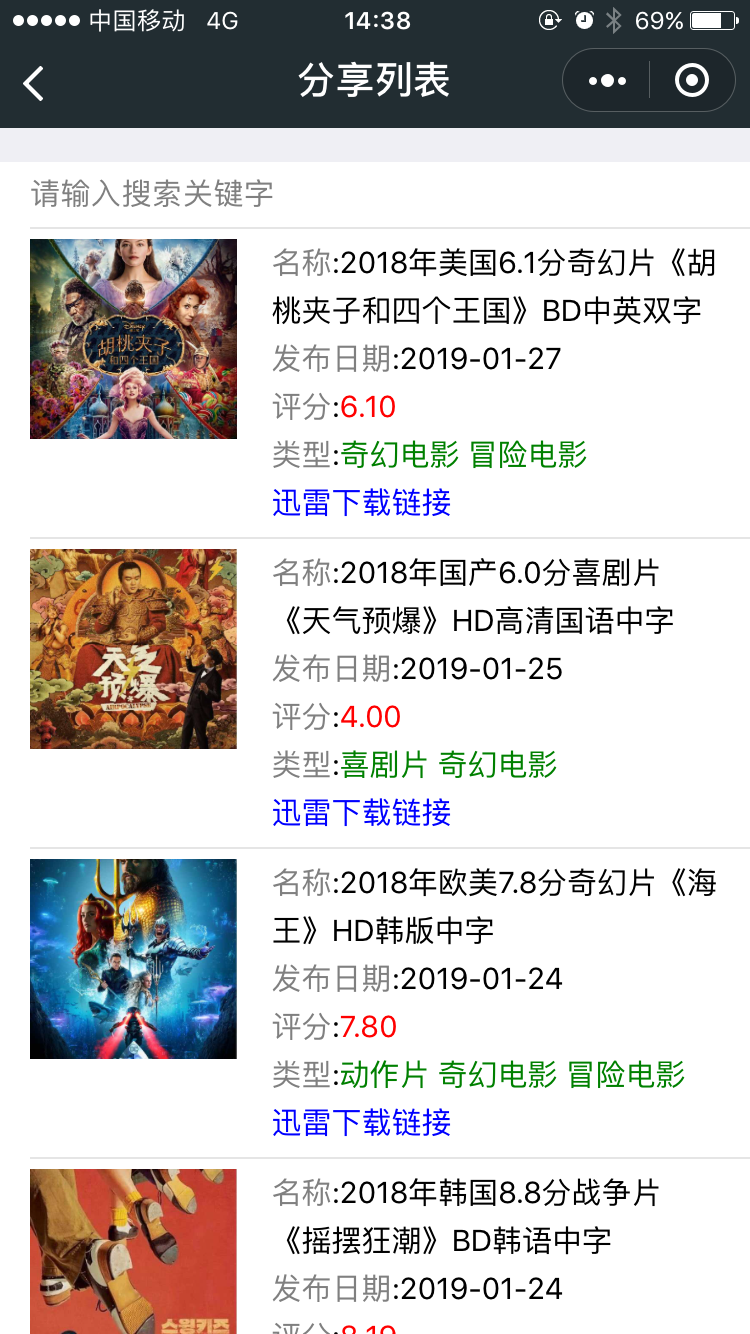 中国移动 4G 14:38 69%
分享列表
请输入搜索关键字
Disney
胡桃夹子
和四个王国
名称:2018年美国6.1分奇幻片《胡
桃夹子和四个王国》BD中英双字
发布日期:2019-01-27
评分:6.10
类型:奇幻电影 冒险电影
迅雷下载链接
天气
预爆
AIRPOCALYPSE
名称:2018年国产6.0分喜剧片
《天气预爆》HD高清国语中字
发布日期:2019-01-25
评分:4.00
类型:喜剧片 奇幻电影
迅雷下载链接
名称:2018年欧美7.8分奇幻片《海
王》HD韩版中字
发布日期:2019-01-24
评分:7.80
类型:动作片 奇幻电影 冒险电影
迅雷下载链接
스윙키즈
名称:2018年韩国8.8分战争片
《摇摆狂潮》BD韩语中字
发布日期:2019-01-24
评分:8.19